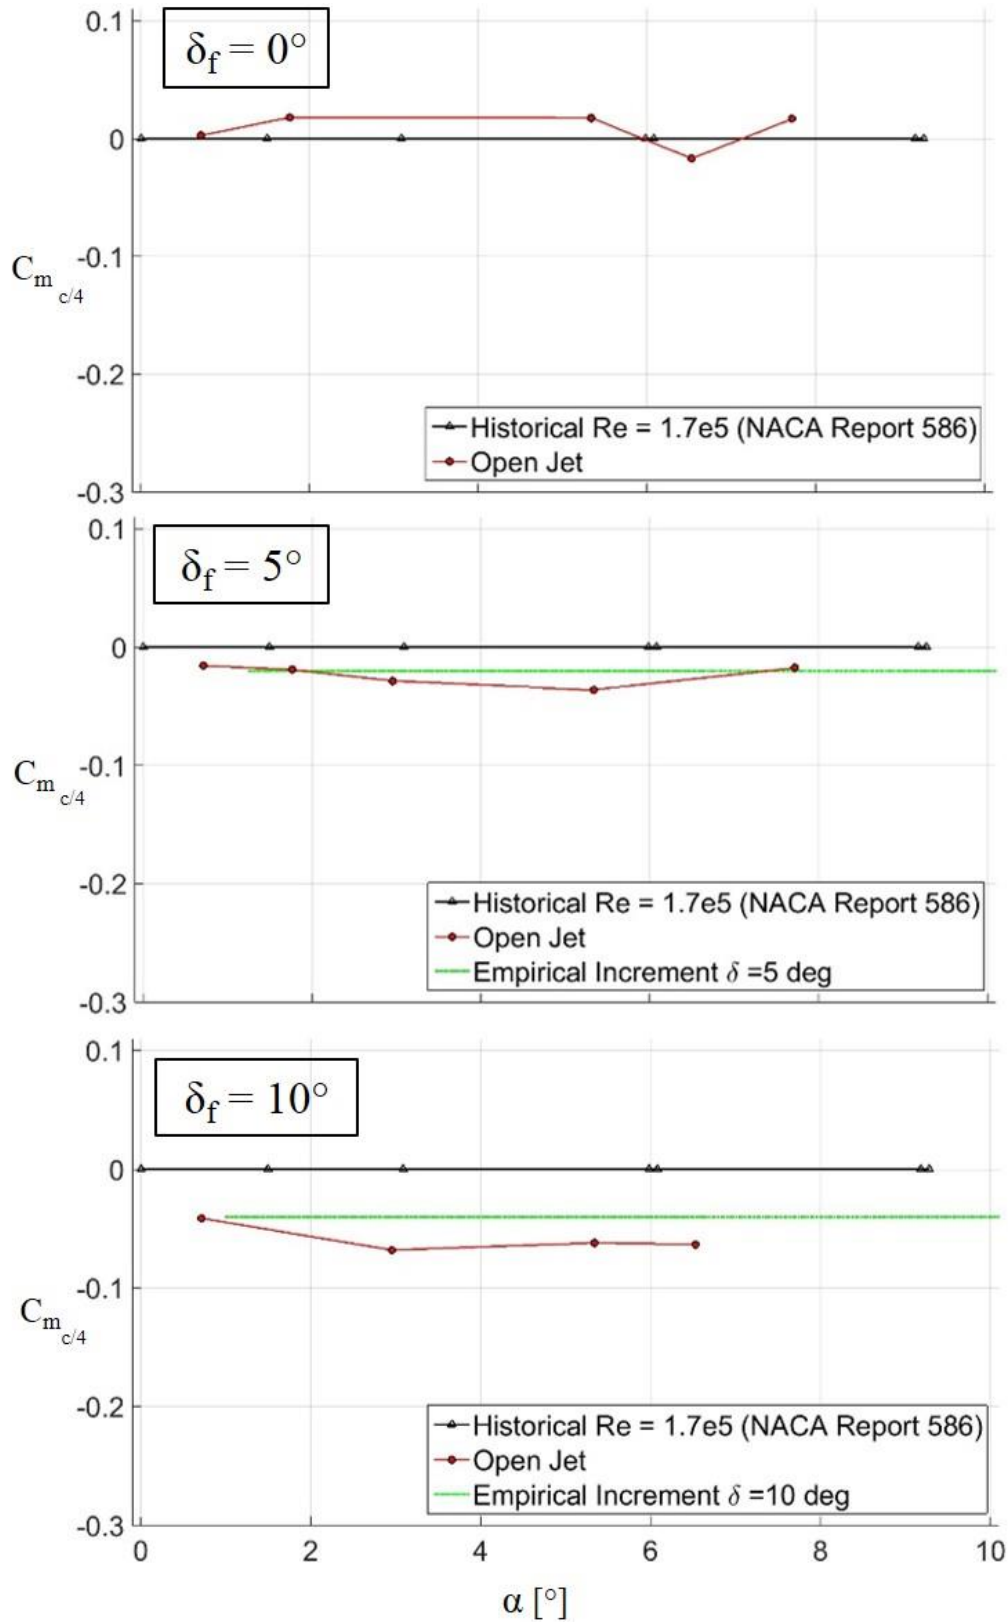 0.1
δf = 0°
0
-0.1
Cm c/4
-0.2
Historical Re = 1.7e5 (NACA Report 586)
Open Jet
-0.3
0.1
δf = 5°
0
-0.1
Cm c/4
-0.2
Historical Re = 1.7e5 (NACA Report 586)
Open Jet
Empirical Increment δ =5 deg
-0.3
0.1
δf = 10°
0
-0.1
Cm c/4
-0.2
Historical Re = 1.7e5 (NACA Report 586)
Open Jet
Empirical Increment δ =10 deg
-0.3
0 2 4 6 8 10
α [°]